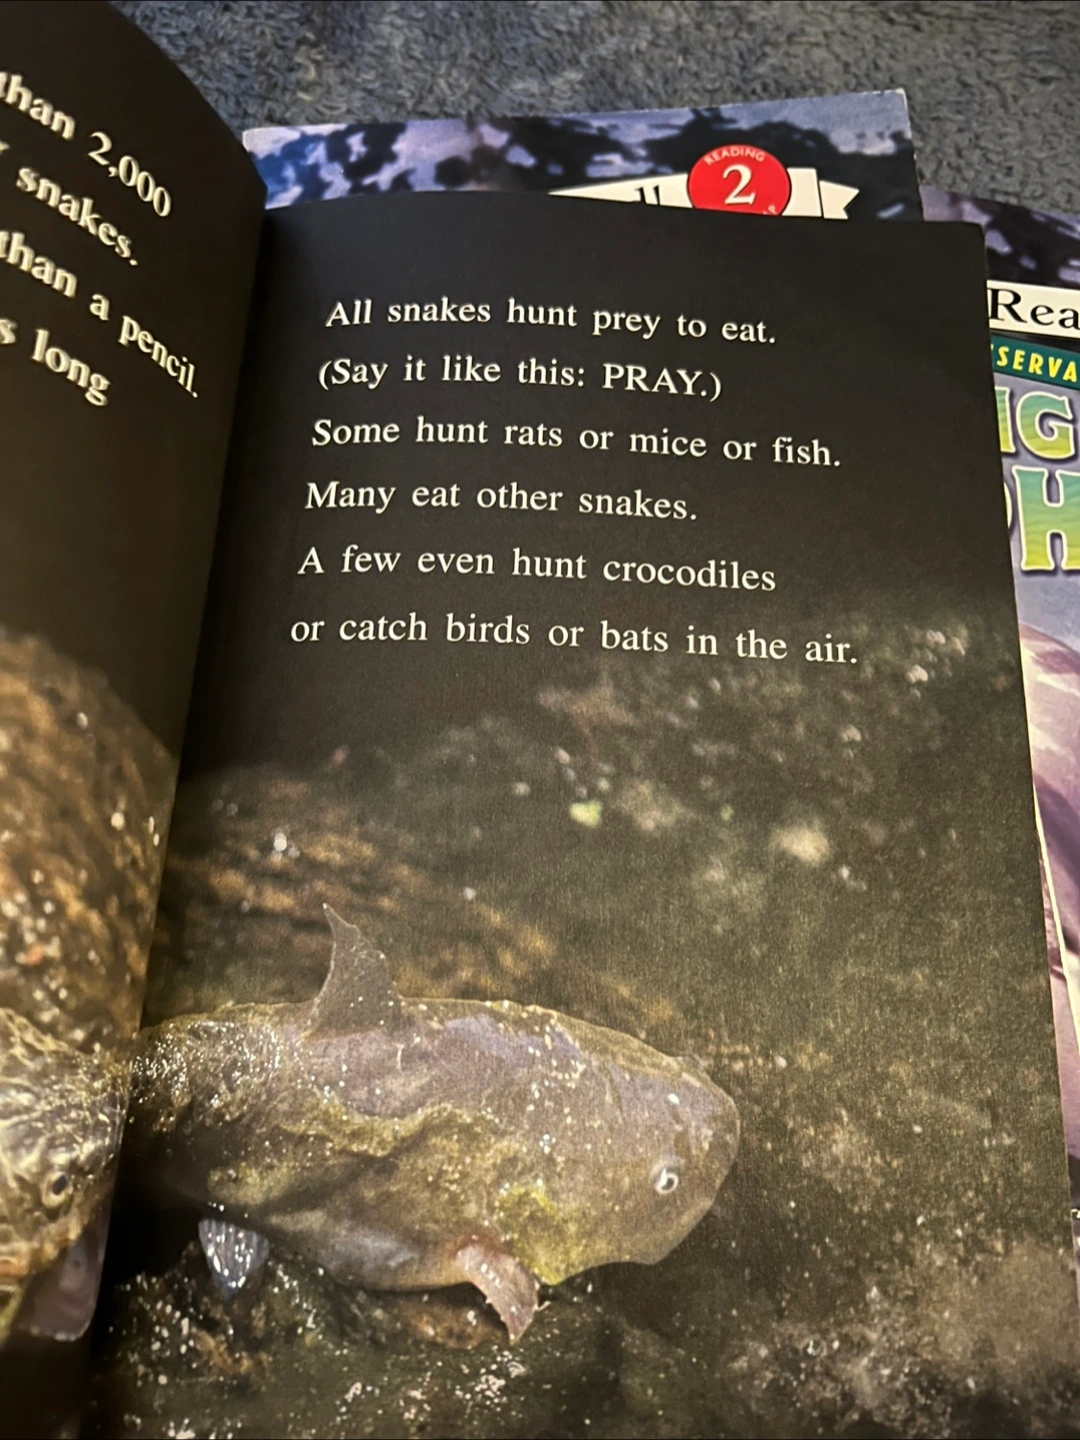 than 2,000
snakes.
than a pencil.
s long
READING
2
All snakes hunt prey to eat.
(Say it like this: PRAY.)
Some hunt rats or mice or fish.
Many eat other snakes.
A few even hunt crocodiles
or catch birds or bats in the air.
Rea
SERVA